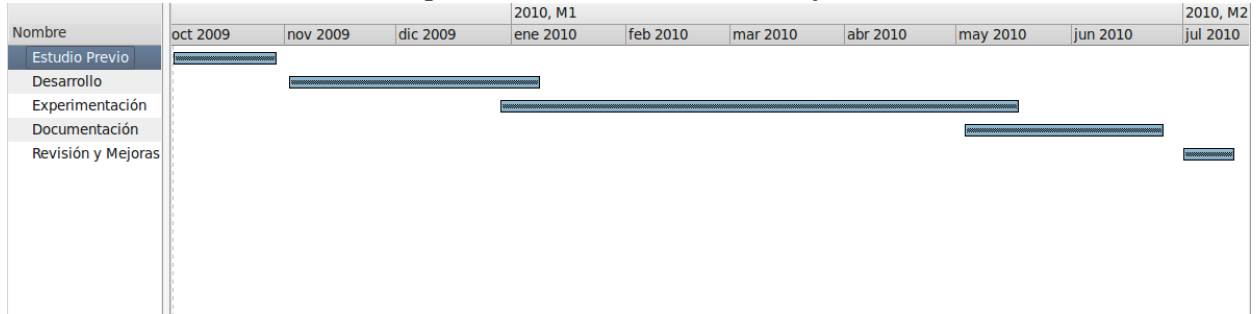 2010, M1 2010, M2
Nombre oct 2009 nov 2009 dic 2009 ene 2010 feb 2010 mar 2010 abr 2010 may 2010 jun 2010 jul 2010
Estudio Previo
Desarrollo
Experimentación
Documentación
Revisión y Mejoras